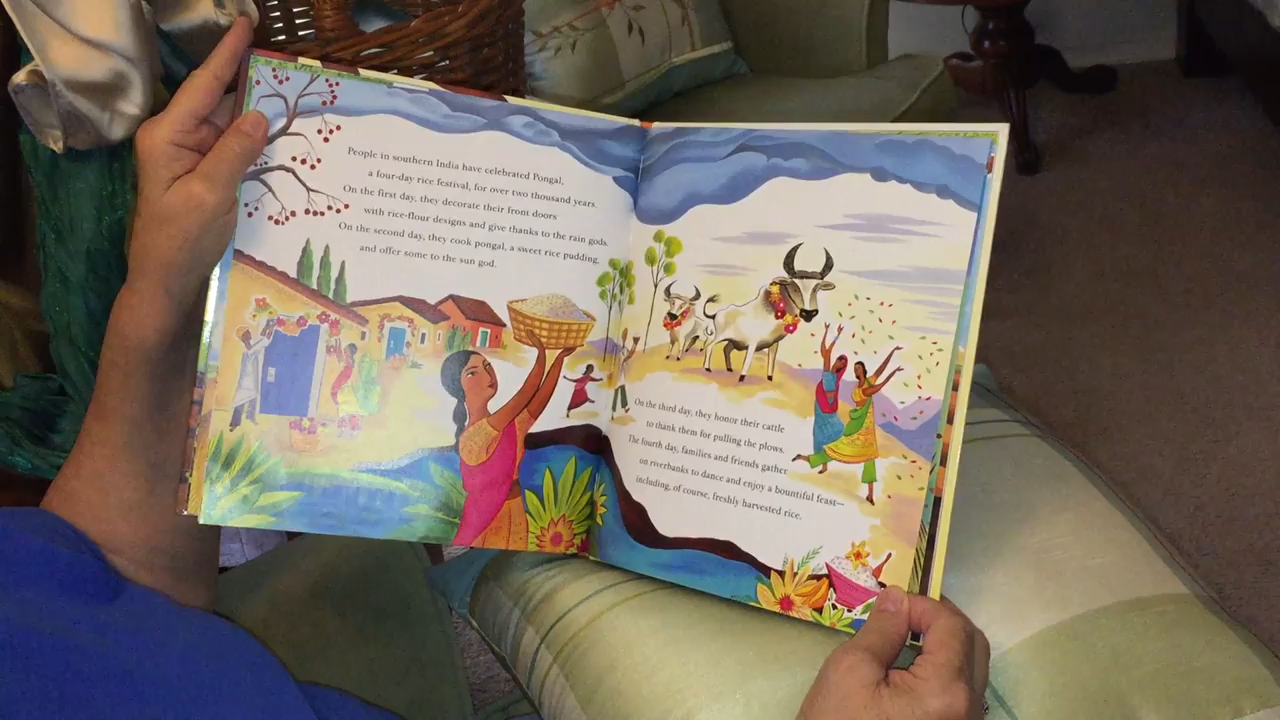 People in southern India have celebrated Pongal,
a four-day rice festival, for over two thousand years.
On the first day, they decorate their front doors
with rice-flour designs and give thanks to the rain gods.
On the second day, they cook pongal, a sweet rice pudding,
and offer some to the sun god.
On the third day, they honor their cattle
to thank them for pulling the plows.
The fourth day, families and friends gather
on riverbanks to dance and enjoy a bountiful feast—
including, of course, freshly harvested rice.